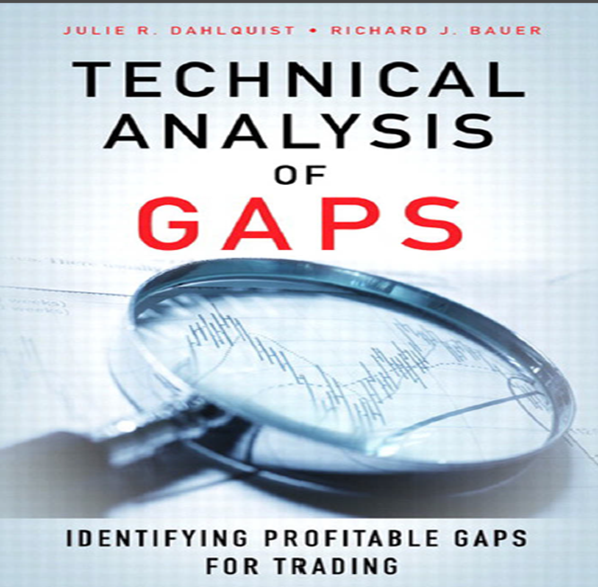 JULIE R. DAHLQUIST • RICHARD J. BAUER
TECHNICAL
ANALYSIS
OF
GAPS
IDENTIFYING PROFITABLE GAPS
FOR TRADING